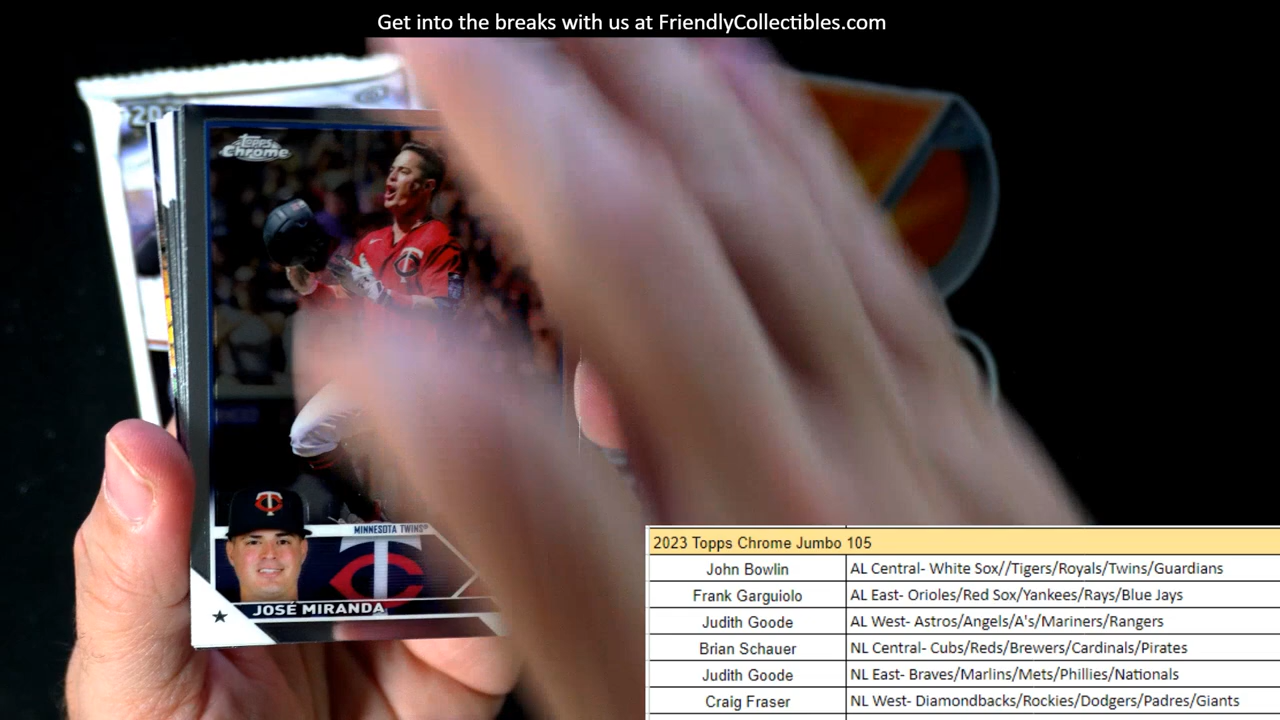 Get into the breaks with us at FriendlyCollectibles.com
Topps
Chrome
MINNESOTA TWINS®
JOSÉ MIRANDA
2023 Topps Chrome Jumbo 105
John Bowlin AL Central- White Sox//Tigers/Royals/Twins/Guardians
Frank Garguiolo AL East- Orioles/Red Sox/Yankees/Rays/Blue Jays
Judith Goode AL West- Astros/Angels/A's/Mariners/Rangers
Brian Schauer NL Central- Cubs/Reds/Brewers/Cardinals/Pirates
Judith Goode NL East- Braves/Marlins/Mets/Phillies/Nationals
Craig Fraser NL West- Diamondbacks/Rockies/Dodgers/Padres/Giants